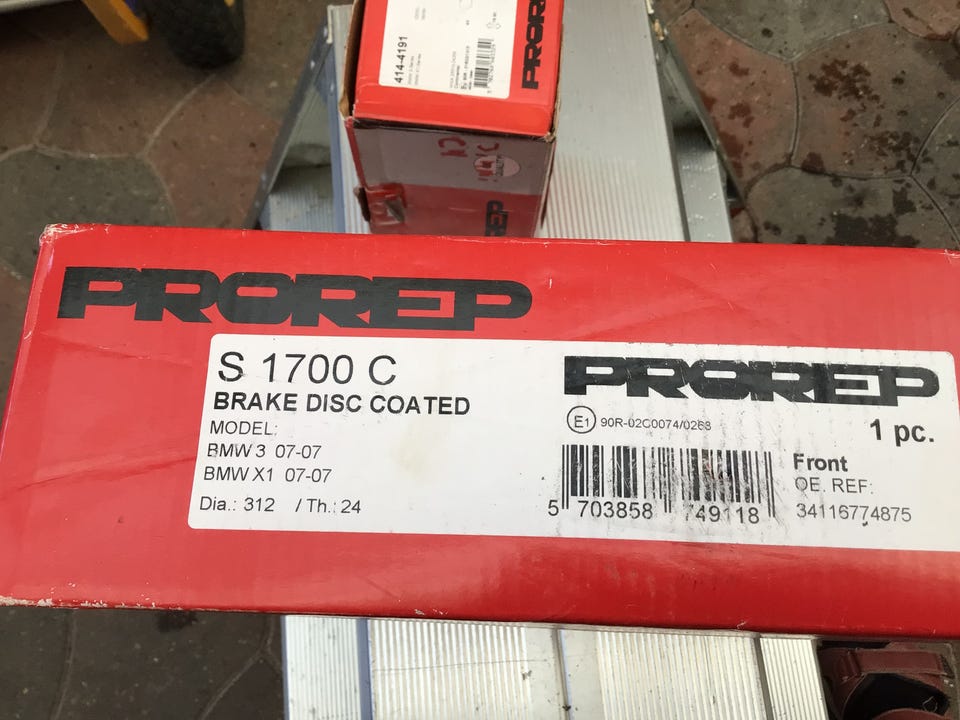 414-4191
PROREP
S 1700 C
BRAKE DISC COATED
MODEL:
BMW 3 07-07
BMW X1 07-07
Dia.: 312 / Th.: 24
PROREP
E1 90R-02C0074/0268
1 pc.
5 703858 749118
Front
OE. REF:
34116774875